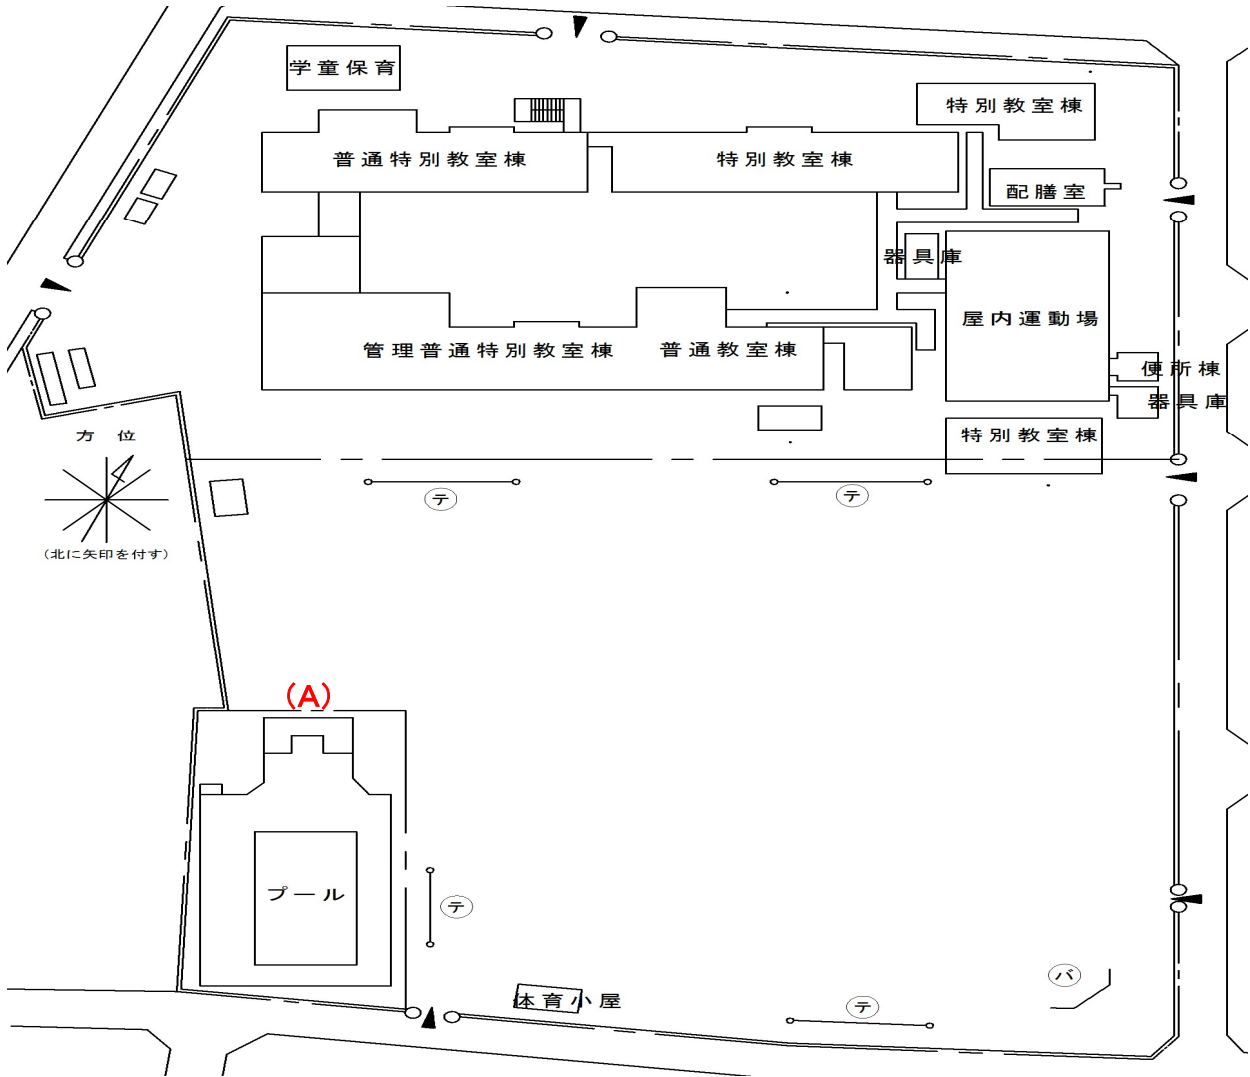 学童保育
特別教室棟
普通特別教室棟
特別教室棟
配膳室
器具庫
屋内運動場
管理普通特別教室棟
普通教室棟
便所棟
器具庫
特別教室棟
方位
(北に矢印を付す)
テ
テ
(A)
プール
テ
体育小屋
テ
バ